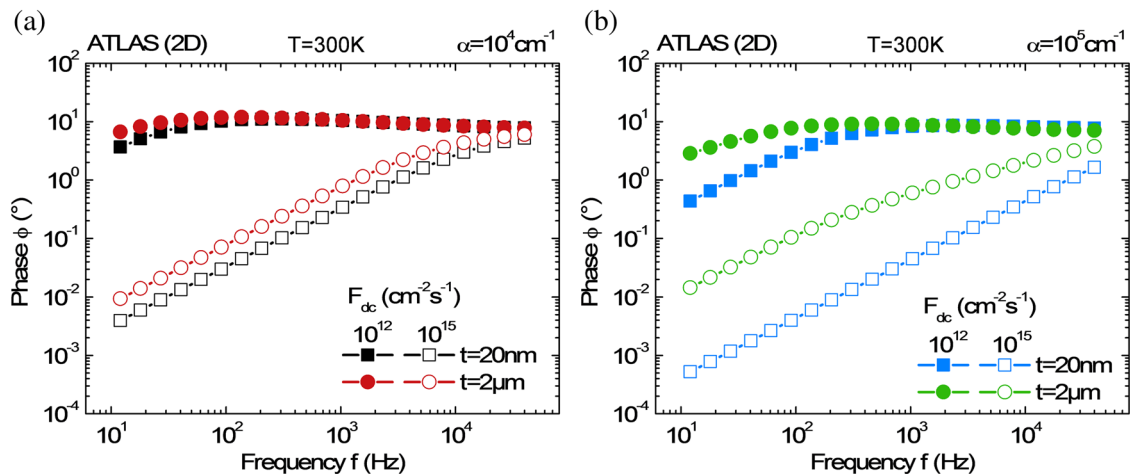 (a)
ATLAS (2D) T=300K α=10⁴cm⁻¹
10²
10¹
10⁰
10⁻¹
10⁻²
10⁻³
10⁻⁴
Phase ϕ (°)
F_dc (cm⁻²s⁻¹)
10¹² 10¹⁵
t=20nm
t=2µm
10¹ 10² 10³ 10⁴
Frequency f (Hz)
(b)
ATLAS (2D) T=300K α=10⁵cm⁻¹
10²
10¹
10⁰
10⁻¹
10⁻²
10⁻³
10⁻⁴
Phase ϕ (°)
F_dc (cm⁻²s⁻¹)
10¹² 10¹⁵
t=20nm
t=2µm
10¹ 10² 10³ 10⁴
Frequency f (Hz)